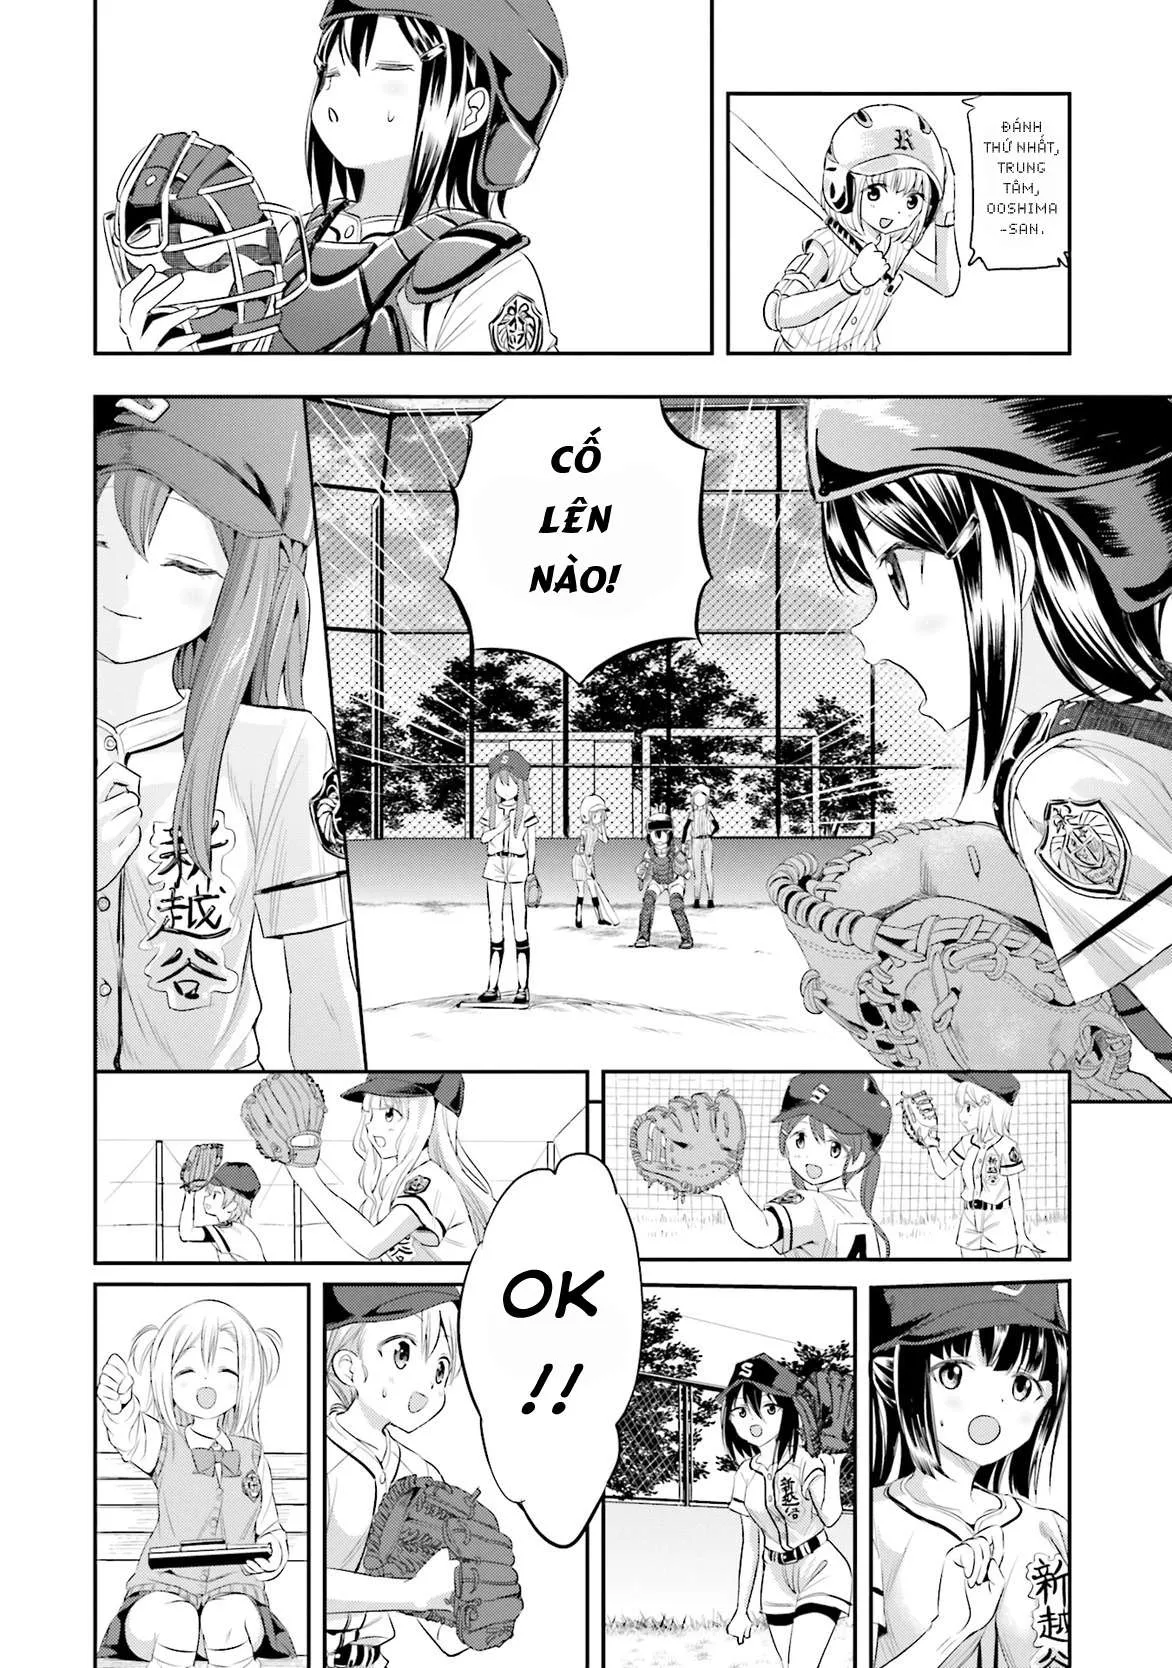 ĐÁNH
THỨ NHẤT,
TRUNG
TÂM,
OOSHIMA
-SAN.
R
CỐ
LÊN
NÀO!
S
新
越
谷
S
S
OK
!!
S
新
越
谷
新
越
谷